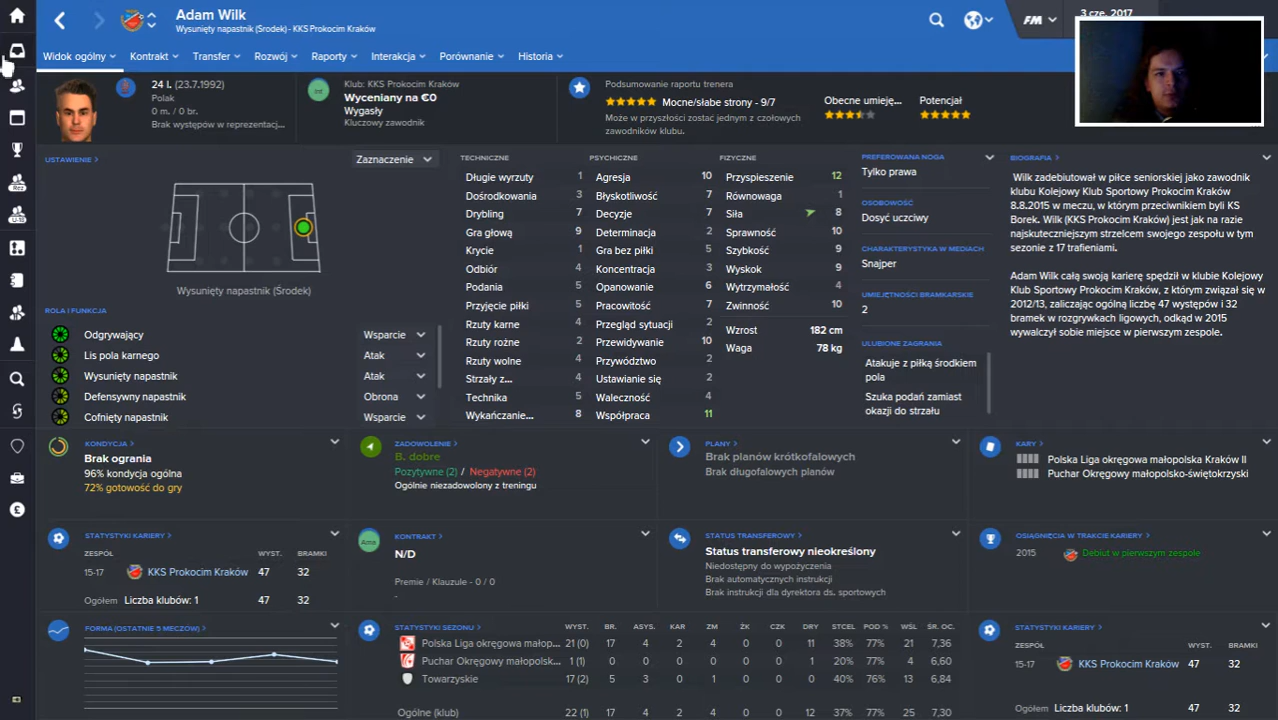 Adam Wilk
Wysunięty napastnik (Środek) - KKS Prokocim Kraków
FM
3 cze. 2017
Widok ogólny
Kontrakt
Transfer
Rozwój
Raporty
Interakcja
Porównanie
Historia
24 l. (23.7.1992)
Polak
0 m. / 0 br.
Brak występów w reprezentacj...
Klub: KKS Prokocim Kraków
Wyceniany na €0
Wygasły
Kluczowy zawodnik
Podsumowanie raportu trenera
Mocne/słabe strony - 9/7
Może w przyszłości zostać jednym z czołowych
zawodników klubu.
Obecne umieję...
Potencjał
USTAWIENIE >
Zaznaczenie
Wysunięty napastnik (Środek)
ROLA I FUNKCJA
Odgrywający Wsparcie
Lis pola karnego Atak
Wysunięty napastnik Atak
Defensywny napastnik Obrona
Cofnięty napastnik Wsparcie
TECHNICZNE
Długie wyrzuty 1
Dośrodkowania 3
Drybling 7
Gra głową 9
Krycie 1
Odbiór 4
Podania 5
Przyjęcie piłki 5
Rzuty karne 4
Rzuty rożne 2
Rzuty wolne 4
Strzały z... 4
Technika 5
Wykańczanie... 8
PSYCHICZNE
Agresja 10
Błyskotliwość 7
Decyzje 7
Determinacja 2
Gra bez piłki 5
Koncentracja 3
Opanowanie 6
Pracowitość 7
Przegląd sytuacji 2
Przewidywanie 10
Przywództwo 2
Ustawianie się 2
Waleczność 4
Współpraca 11
FIZYCZNE
Przyspieszenie 12
Równowaga 1
Siła 8
Sprawność 10
Szybkość 9
Wyskok 9
Wytrzymałość 4
Zwinność 10
Wzrost 182 cm
Waga 78 kg
PREFEROWANA NOGA
Tylko prawa
OSOBOWOŚĆ
Dosyć uczciwy
CHARAKTERYSTYKA W MEDIACH
Snajper
UMIEJĘTNOŚCI BRAMKARSKIE
2
ULUBIONE ZAGRANIA
Atakuje z piłką środkiem
pola
Szuka podań zamiast
okazji do strzału
BIOGRAFIA >
Wilk zadebiutował w piłce seniorskiej jako zawodnik
klubu Kolejowy Klub Sportowy Prokocim Kraków
8.8.2015 w meczu, w którym przeciwnikiem byli KS
Borek. Wilk (KKS Prokocim Kraków) jest jak na razie
najskuteczniejszym strzelcem swojego zespołu w tym
sezonie z 17 trafieniami.
Adam Wilk całą swoją karierę spędził w klubie Kolejowy
Klub Sportowy Prokocim Kraków, z którym związał się w
2012/13, zaliczając ogólną liczbę 47 występów i 32
bramek w rozgrywkach ligowych, odkąd w 2015
wywalczył sobie miejsce w pierwszym zespole.
KONDYCJA >
Brak ogrania
96% kondycja ogólna
72% gotowość do gry
ZADOWOLENIE >
B. dobre
Pozytywne (2) / Negatywne (2)
Ogólnie niezadowolony z treningu
PLANY >
Brak planów krótkofalowych
Brak długofalowych planów
KARY >
Polska Liga okręgowa małopolska Kraków II
Puchar Okręgowy małopolsko-świętokrzyski
STATYSTYKI KARIERY >
ZESPÓŁ WYST. BRAMKI
15-17 KKS Prokocim Kraków 47 32
Ogółem Liczba klubów: 1 47 32
KONTRAKT >
Ama
N/D
Premie / Klauzule - 0 / 0
-
STATUS TRANSFEROWY >
Status transferowy nieokreślony
Niedostępny do wypożyczenia
Brak automatycznych instrukcji
Brak instrukcji dla dyrektora ds. sportowych
OSIĄGNIĘCIA W TRAKCIE KARIERY >
2015 Debiut w pierwszym zespole
FORMA (OSTATNIE 5 MECZÓW) >
STATYSTYKI SEZONU > WYST. BR. ASYS. KAR ZM ŻK CZK DRY STCEL POD % WŚL ŚR. OC.
Polska Liga okręgowa małop... 21 (0) 17 4 2 4 0 0 11 38% 77% 21 7,36
Puchar Okręgowy małopolsk... 1 (1) 0 0 0 0 0 0 1 20% 77% 4 6,60
Towarzyskie 17 (2) 5 3 0 1 0 0 2 40% 76% 13 6,84
Ogólne (klub) 22 (1) 17 4 2 4 0 0 12 37% 77% 25 7,30
STATYSTYKI KARIERY >
ZESPÓŁ WYST. BRAMKI
15-17 KKS Prokocim Kraków 47 32
Ogółem Liczba klubów: 1 47 32